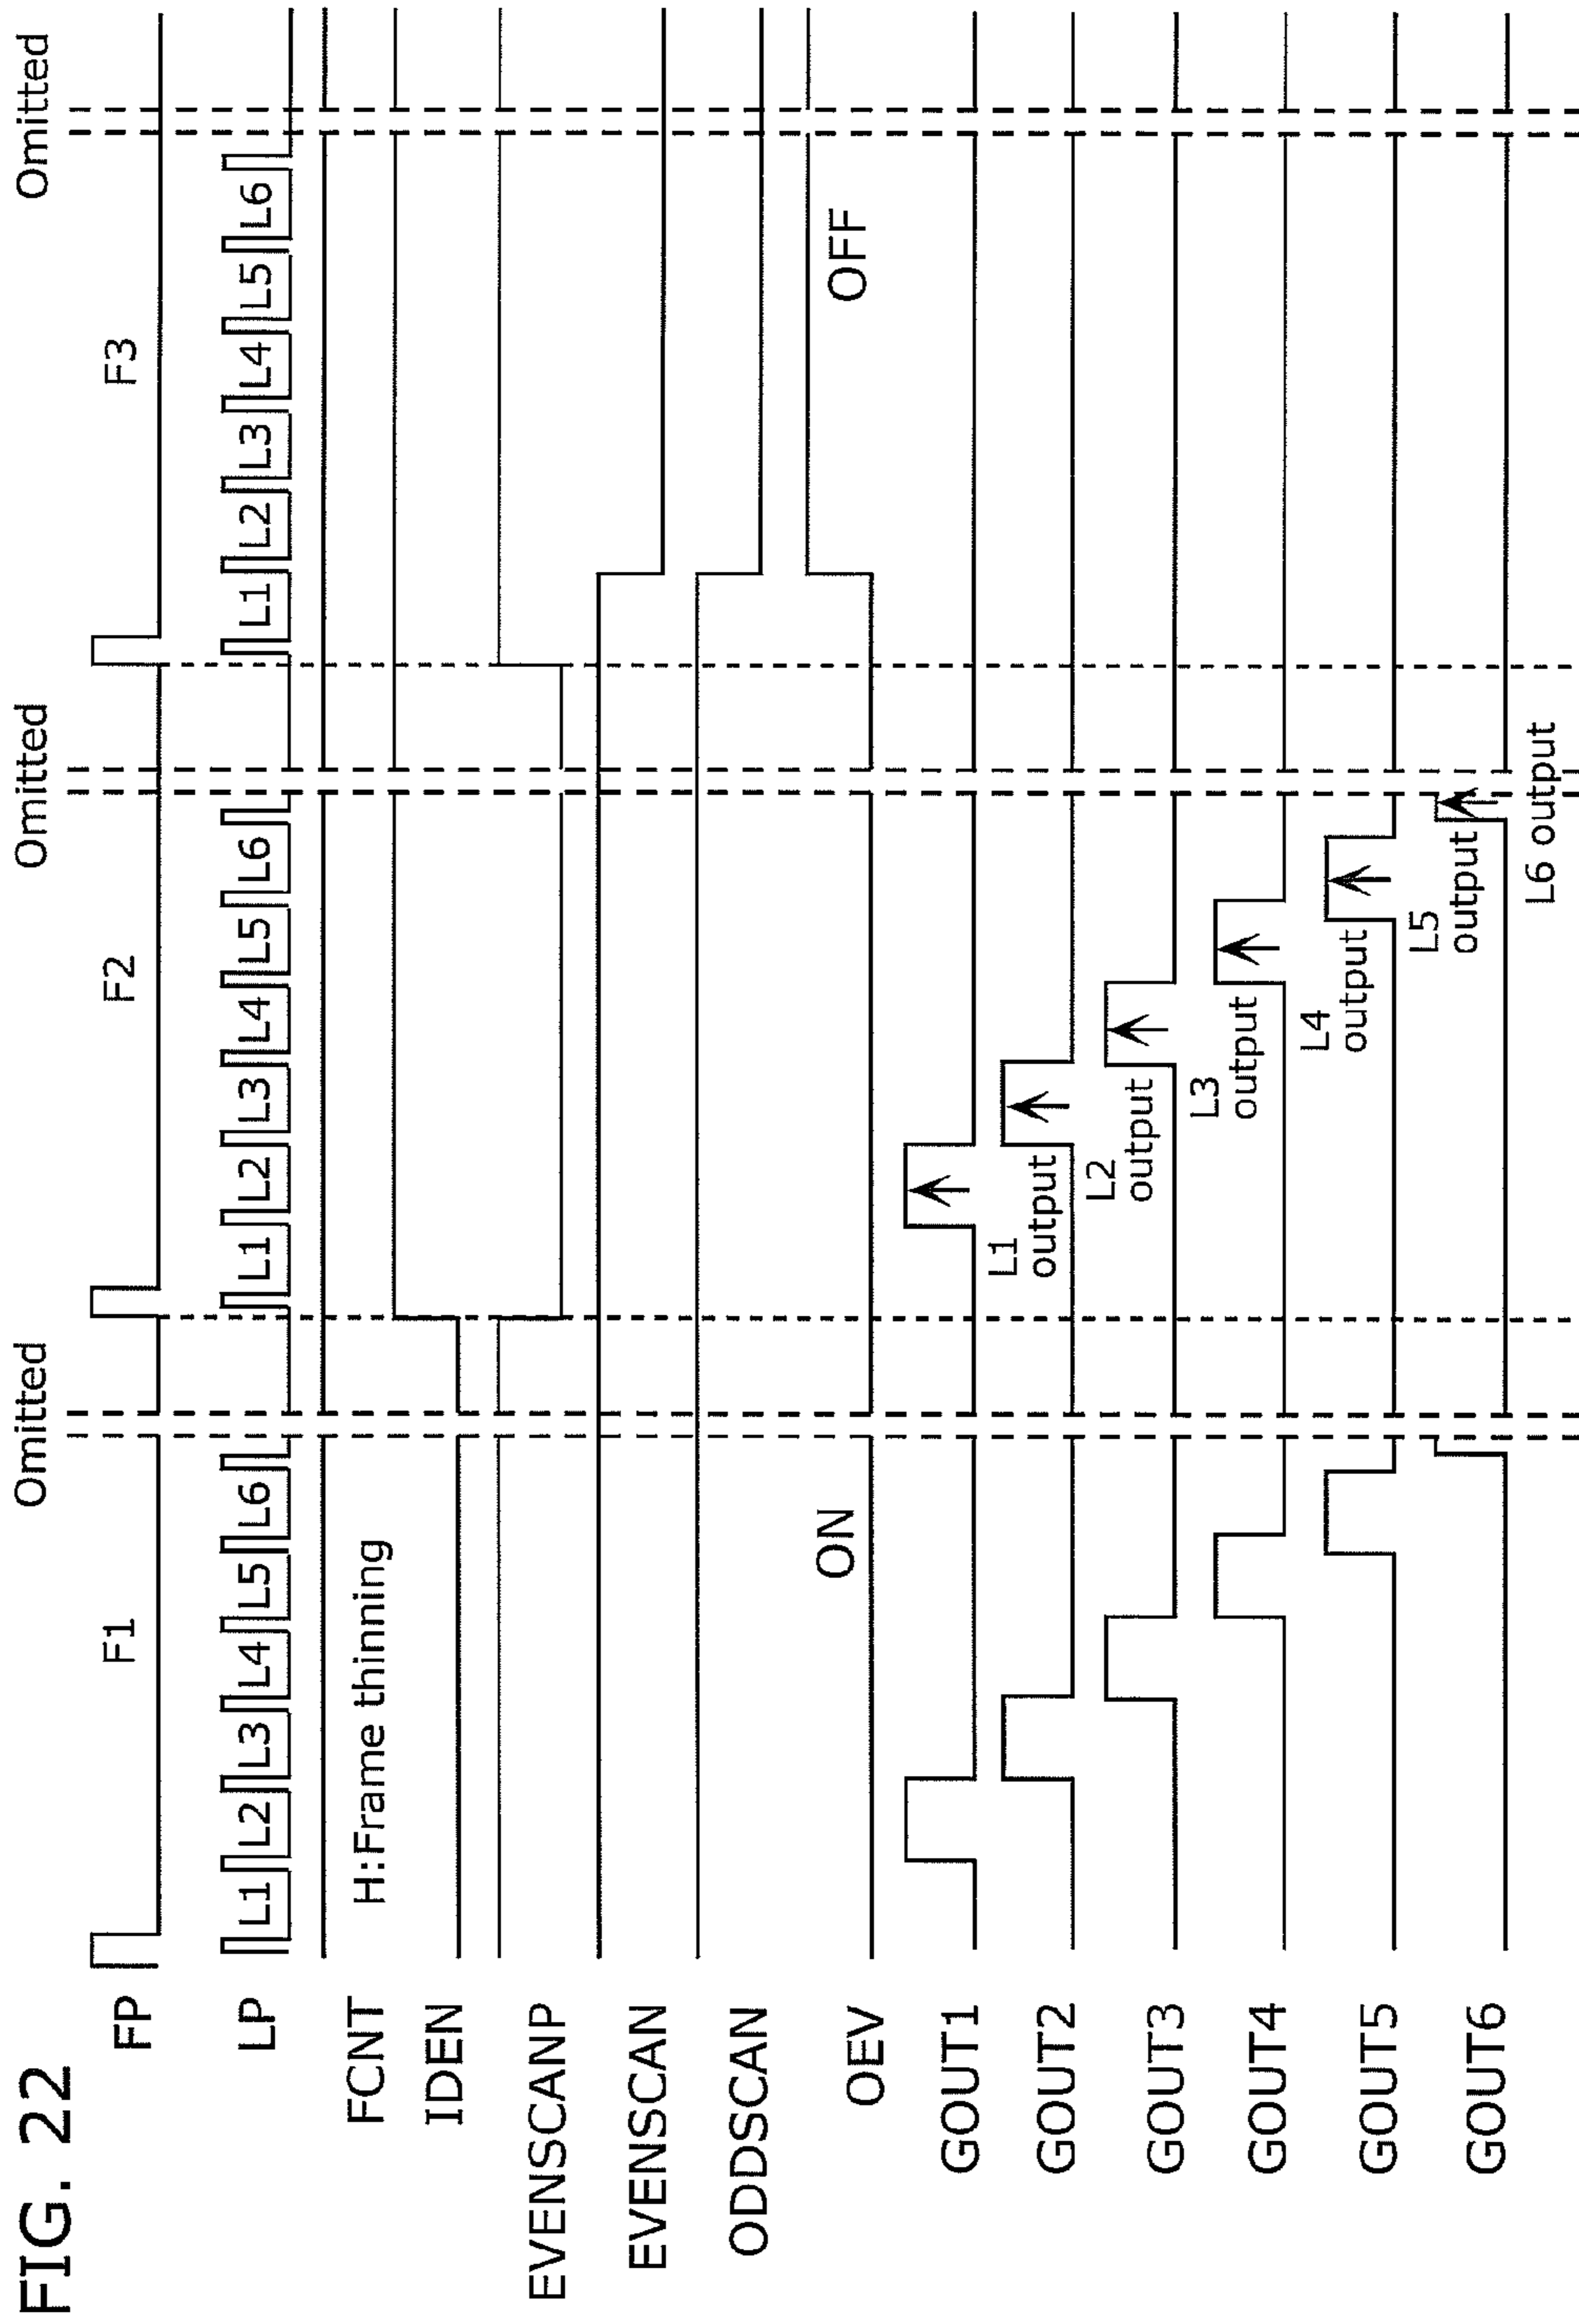 FIG. 22
Omitted
Omitted
Omitted
FP
F1
F2
F3
LP
L1 L2 L3 L4 L5 L6
L1 L2 L3 L4 L5 L6
L1 L2 L3 L4 L5 L6
FCNT
H:Frame thinning
IDEN
EVENSCANP
EVENSCAN
ODDSCAN
OEV
ON
OFF
GOUT1
L1
output
GOUT2
L2
output
GOUT3
L3
output
GOUT4
L4
output
GOUT5
L5
output
GOUT6
L6 output